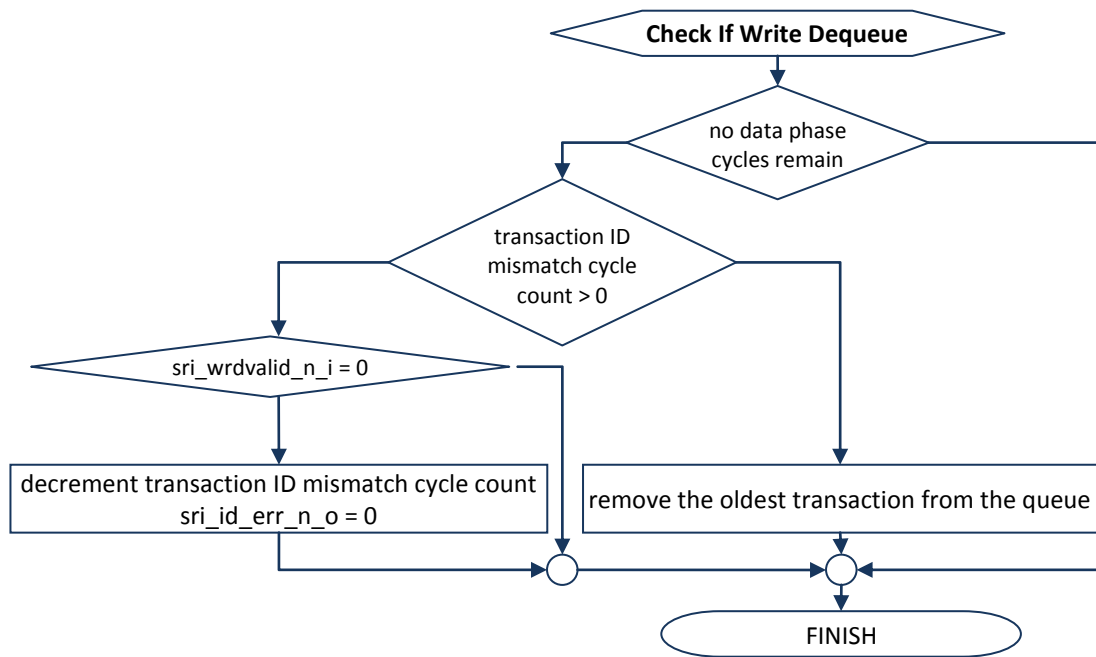 Check If Write Dequeue
no data phase
cycles remain
transaction ID
mismatch cycle
count > 0
sri_wrdvalid_n_i = 0
decrement transaction ID mismatch cycle count
sri_id_err_n_o = 0
remove the oldest transaction from the queue
FINISH